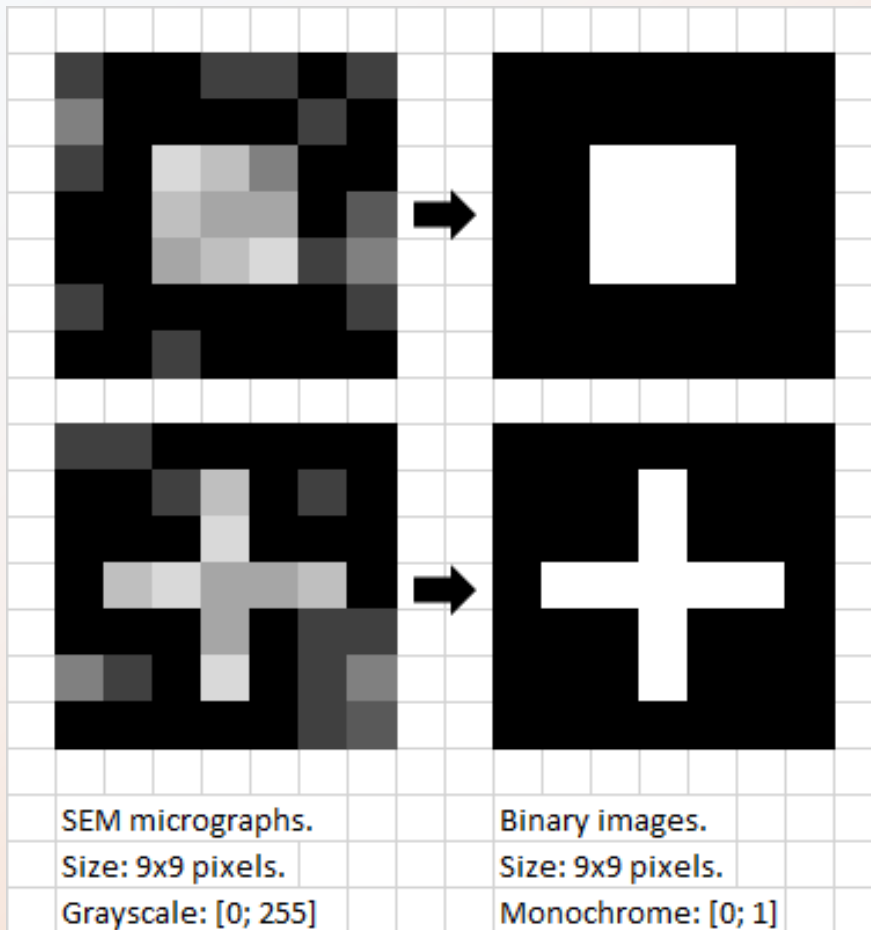 SEM micrographs.
Binary images.
Size: 9x9 pixels.
Size: 9x9 pixels.
Grayscale: [0; 255]
Monochrome: [0; 1]